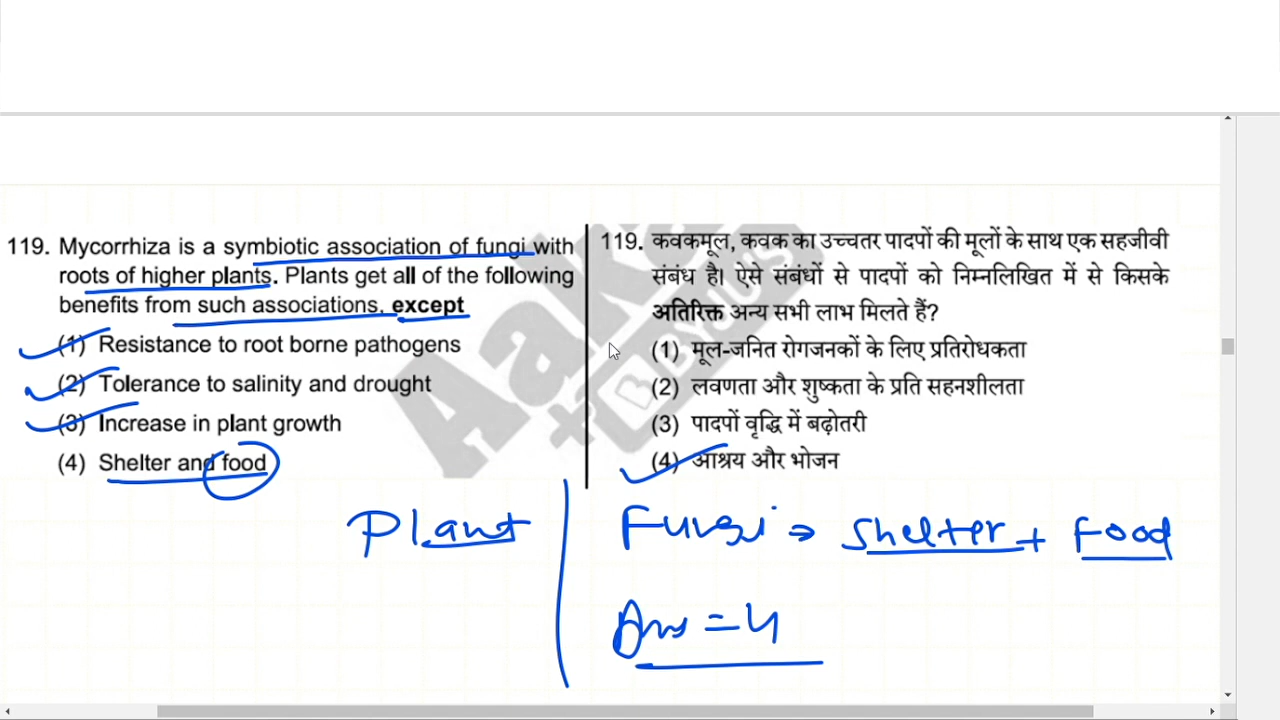 119. Mycorrhiza is a symbiotic association of fungi with
roots of higher plants. Plants get all of the following
benefits from such associations, except
(1) Resistance to root borne pathogens
(2) Tolerance to salinity and drought
(3) Increase in plant growth
(4) Shelter and food
119. कवकमूल, कवक का उच्चतर पादपों की मूलों के साथ एक सहजीवी
संबंध है। ऐसे संबंधों से पादपों को निम्नलिखित में से किसके
अतिरिक्त अन्य सभी लाभ मिलते हैं?
(1) मूल-जनित रोगजनकों के लिए प्रतिरोधकता
(2) लवणता और शुष्कता के प्रति सहनशीलता
(3) पादपों वृद्धि में बढ़ोतरी
(4) आश्रय और भोजन
Plant
Fungi → Shelter + Food
Ans = 4